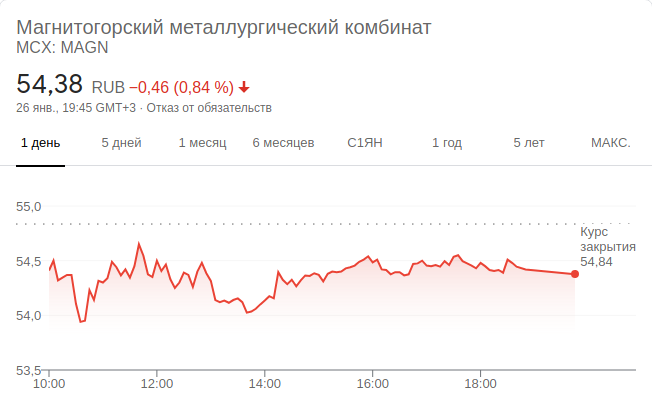 Магнитогорский металлургический комбинат
MCX: MAGN
54,38 RUB −0,46 (0,84 %)
26 янв., 19:45 GMT+3 · Отказ от обязательств
1 день 5 дней 1 месяц 6 месяцев С1ЯН 1 год 5 лет МАКС.
55,0
Курс
закрытия
54,84
54,5
54,0
53,5
10:00 12:00 14:00 16:00 18:00